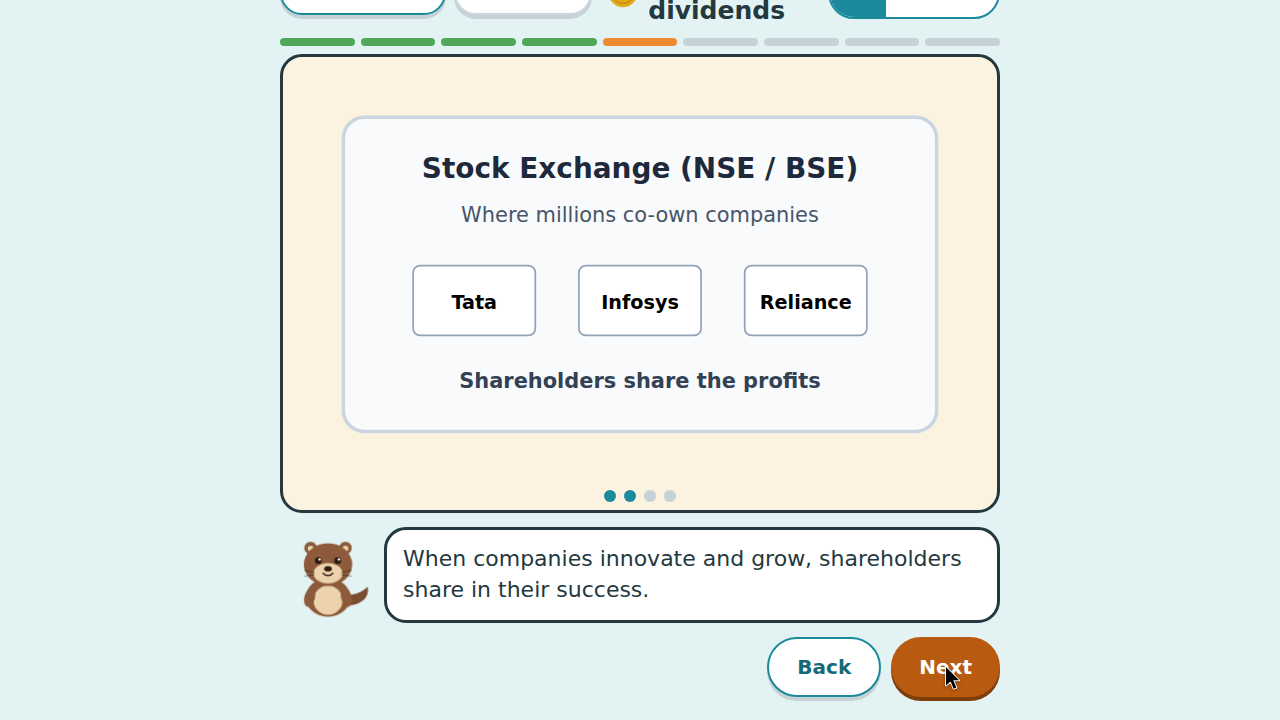 dividends
Stock Exchange (NSE / BSE)
Where millions co-own companies
Tata
Infosys
Reliance
Shareholders share the profits
When companies innovate and grow, shareholders
share in their success.
Back
Next